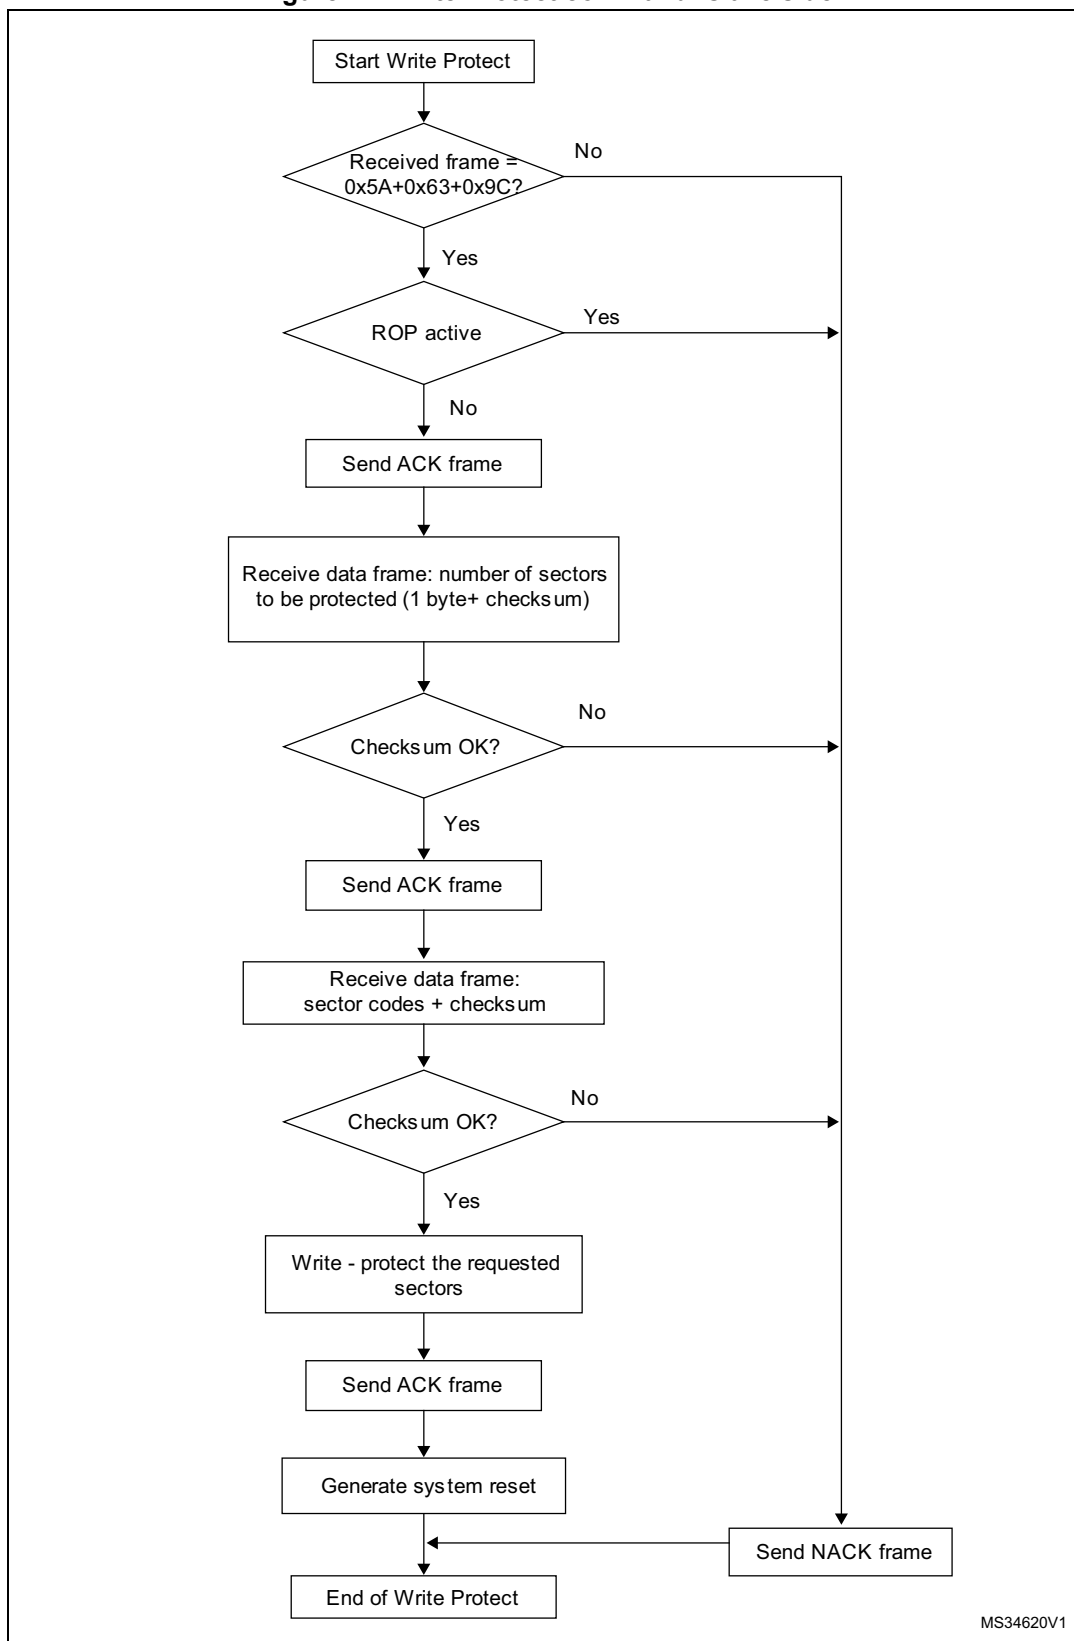 Start Write Protect
Received frame =
0x5A+0x63+0x9C?
No
Yes
ROP active
Yes
No
Send ACK frame
Receive data frame: number of sectors
to be protected (1 byte+ checksum)
Checksum OK?
No
Yes
Send ACK frame
Receive data frame:
sector codes + checksum
Checksum OK?
No
Yes
Write - protect the requested
sectors
Send ACK frame
Generate system reset
Send NACK frame
End of Write Protect
MS34620V1